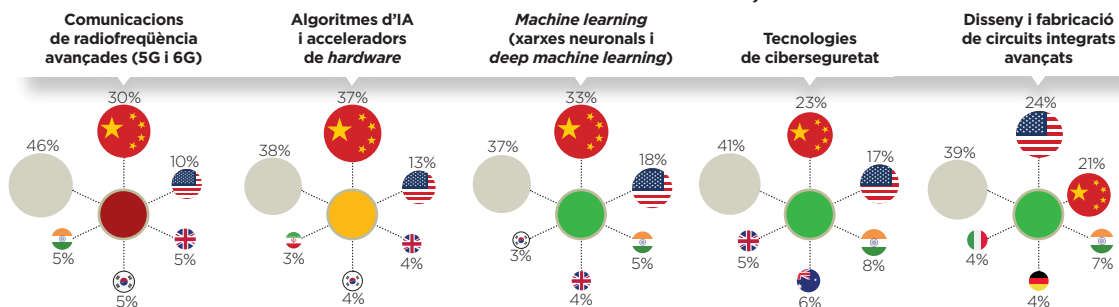 Comunicacions
de radiofreqüència
avançades (5G i 6G)
30%
46%
10%
5%
5%
5%
Algoritmes d’IA
i acceleradors
de hardware
37%
38%
13%
3%
4%
4%
Machine learning
(xarxes neuronals i
deep machine learning)
33%
37%
18%
3%
5%
4%
Tecnologies
de ciberseguretat
23%
41%
17%
5%
8%
6%
Disseny i fabricació
de circuits integrats
avançats
24%
39%
21%
4%
7%
4%